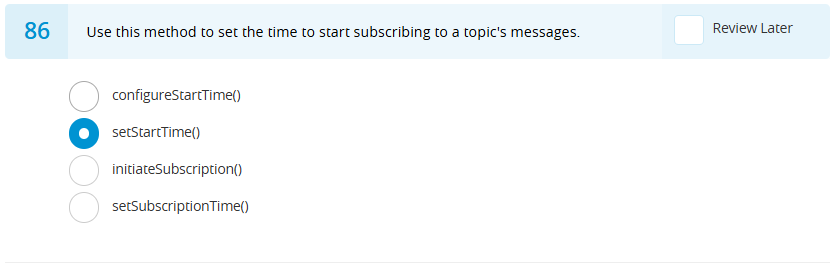 86 Use this method to set the time to start subscribing to a topic's messages. Review Later
configureStartTime()
setStartTime()
initiateSubscription()
setSubscriptionTime()